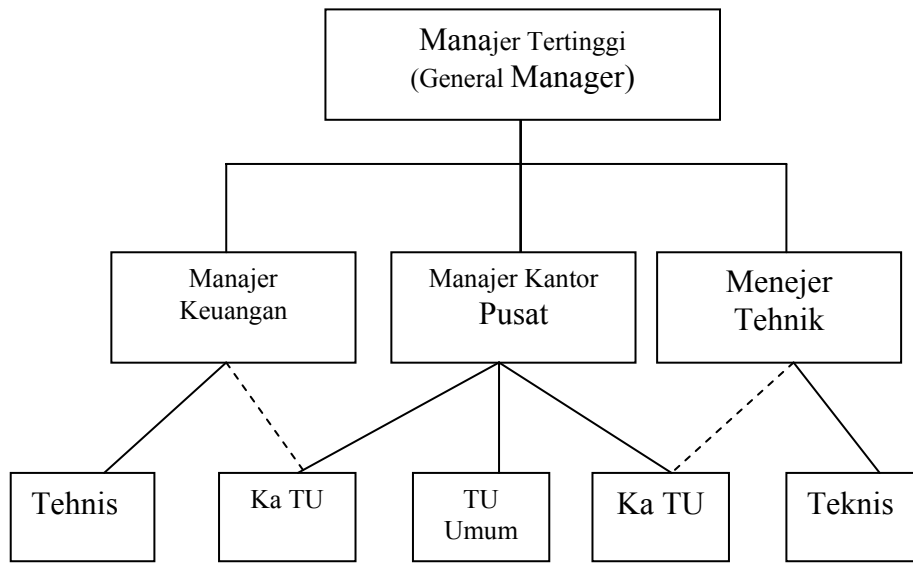 Manajer Tertinggi
(General Manager)
Manajer
Keuangan
Manajer Kantor
Pusat
Menejer
Tehnik
Tehnis
Ka TU
TU
Umum
Ka TU
Teknis